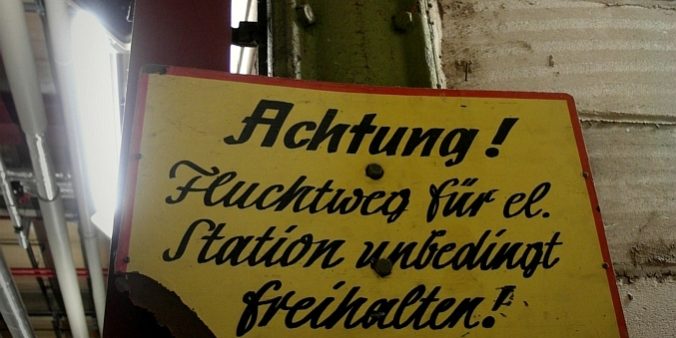 Achtung!
Fluchtweg für el.
Station unbedingt
freihalten!